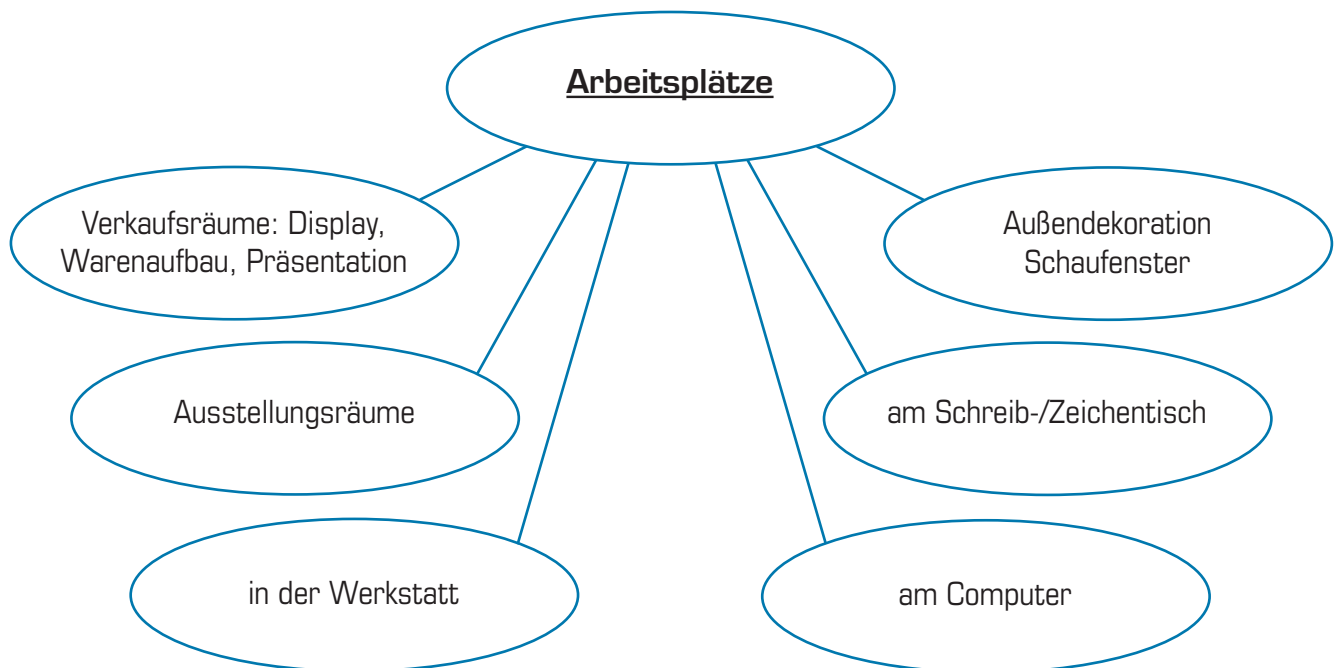 Arbeitsplätze
Verkaufsräume: Display,
Warenaufbau, Präsentation
Außendekoration
Schaufenster
Ausstellungsräume
am Schreib-/Zeichentisch
in der Werkstatt
am Computer